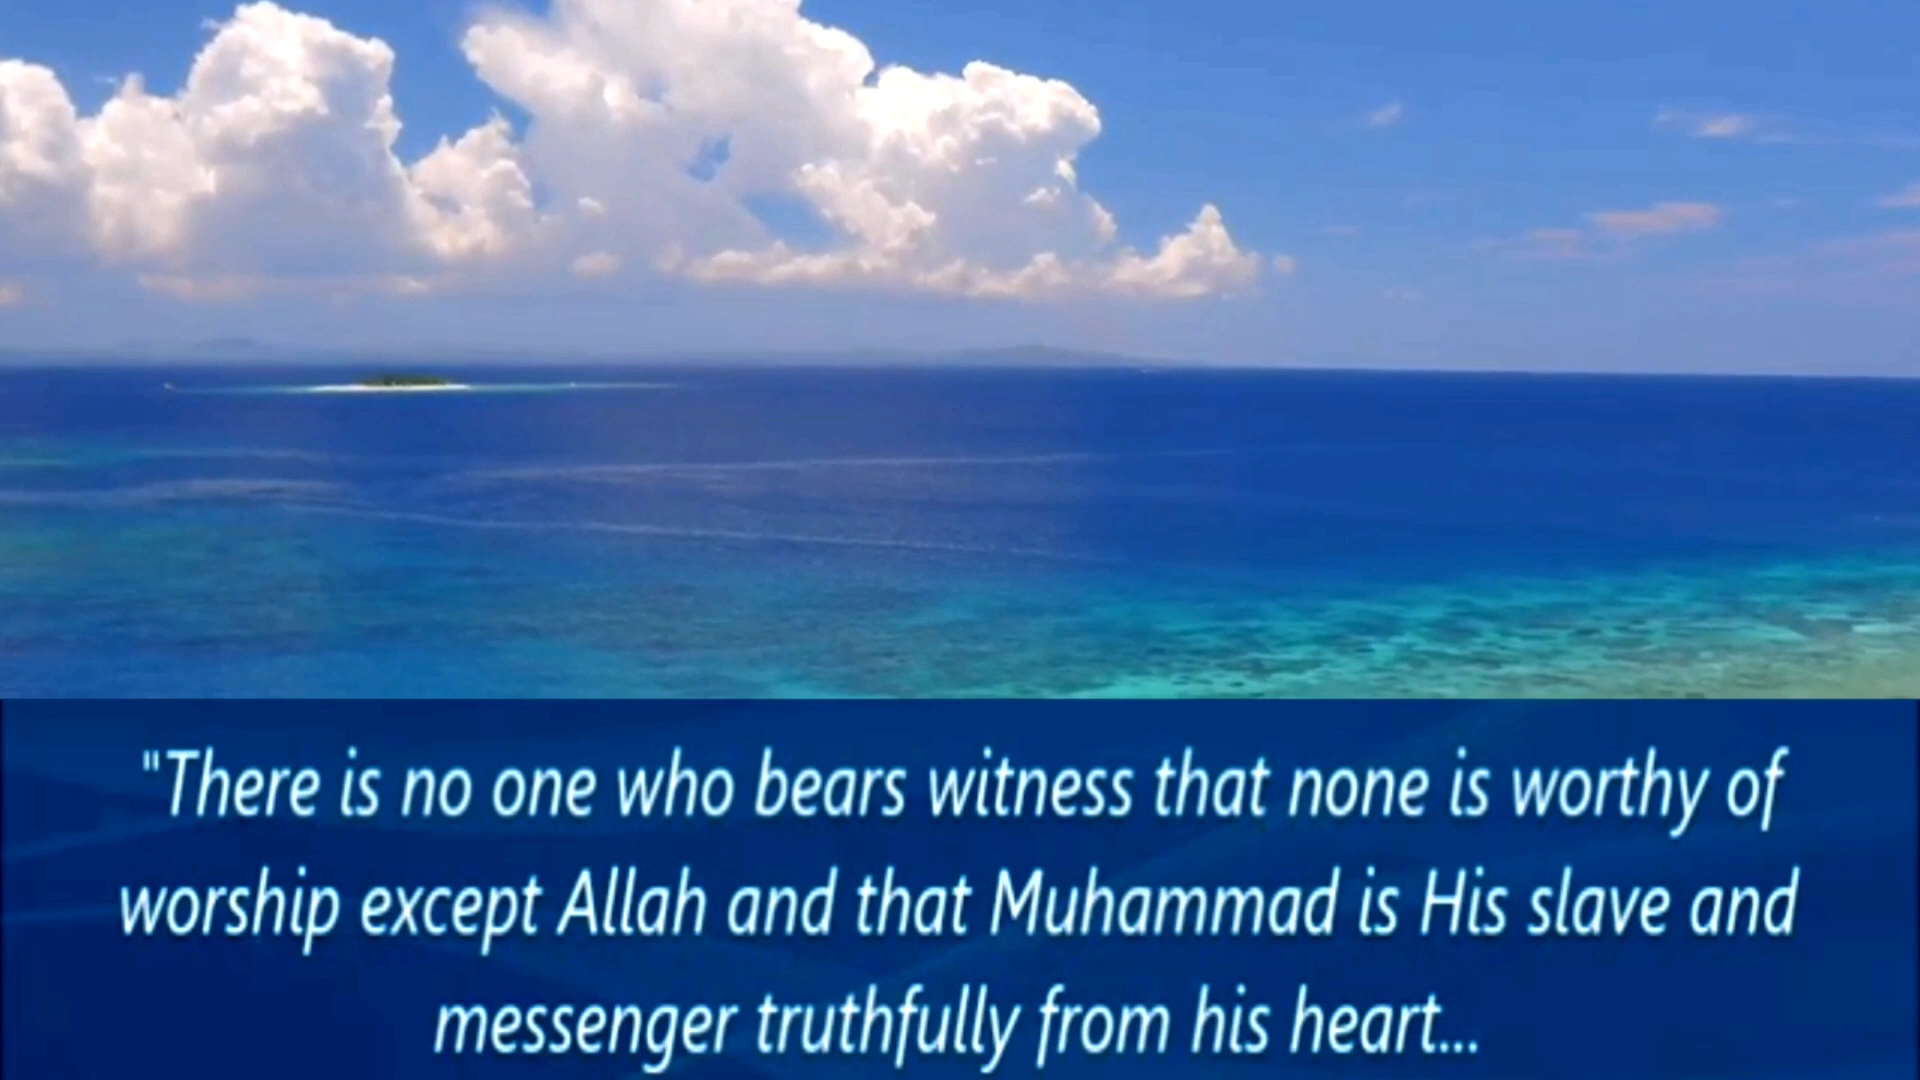 "There is no one who bears witness that none is worthy of
worship except Allah and that Muhammad is His slave and
messenger truthfully from his heart...